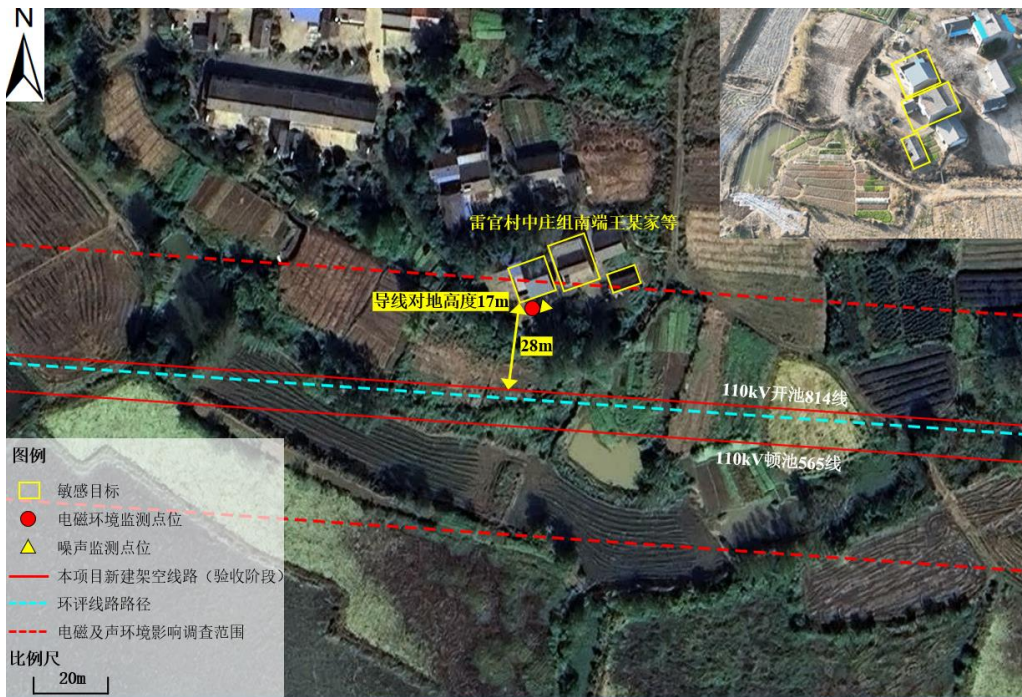 N
雷官村中庄组南端王某家等
导线对地高度17m
28m
110kV开池814线
110kV顿池565线
图例
敏感目标
电磁环境监测点位
噪声监测点位
本项目新建架空线路（验收阶段）
环评线路路径
电磁及声环境影响调查范围
比例尺
20m